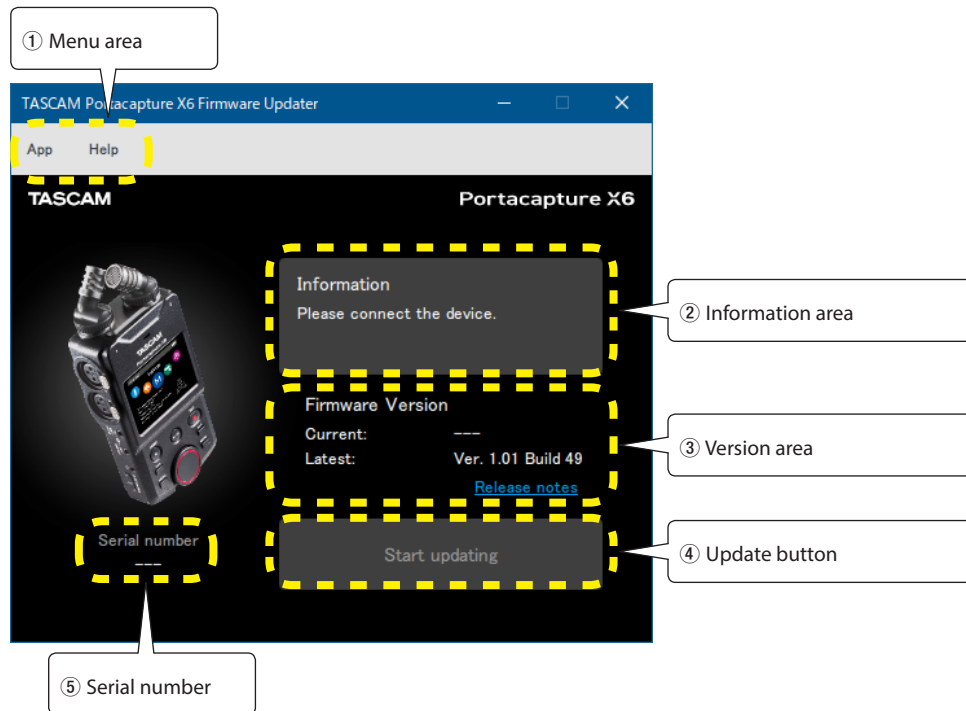 ① Menu area
TASCAM Portacapture X6 Firmware Updater
App Help
TASCAM
Portacapture X6
Information
Please connect the device.
② Information area
Firmware Version
Current: ---
Latest: Ver. 1.01 Build 49
Release notes
③ Version area
Start updating
④ Update button
Serial number
---
⑤ Serial number